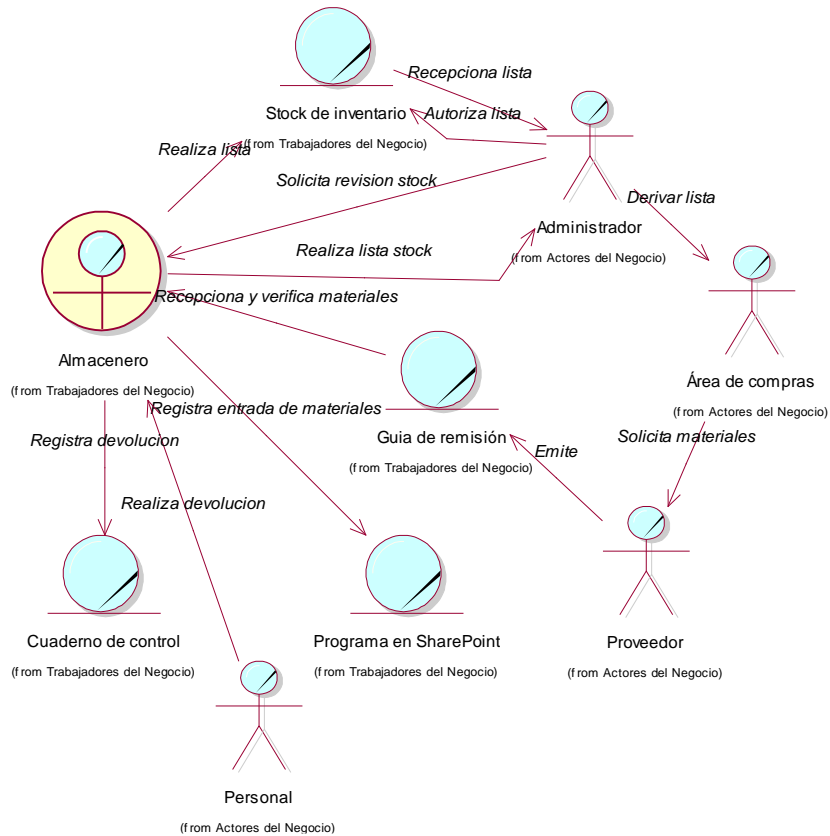 Recepciona lista
Stock de inventario
Autoriza lista
(from Trabajadores del Negocio)
Realiza lista
Solicita revision stock
Derivar lista
Administrador
(from Actores del Negocio)
Realiza lista stock
Recepciona y verifica materiales
Almacenero
(from Trabajadores del Negocio)
Área de compras
(from Actores del Negocio)
Registra entrada de materiales
Guia de remisión
(from Trabajadores del Negocio)
Registra devolucion
Solicita materiales
Emite
Realiza devolucion
Cuaderno de control
(from Trabajadores del Negocio)
Programa en SharePoint
(from Trabajadores del Negocio)
Proveedor
(from Actores del Negocio)
Personal
(from Actores del Negocio)